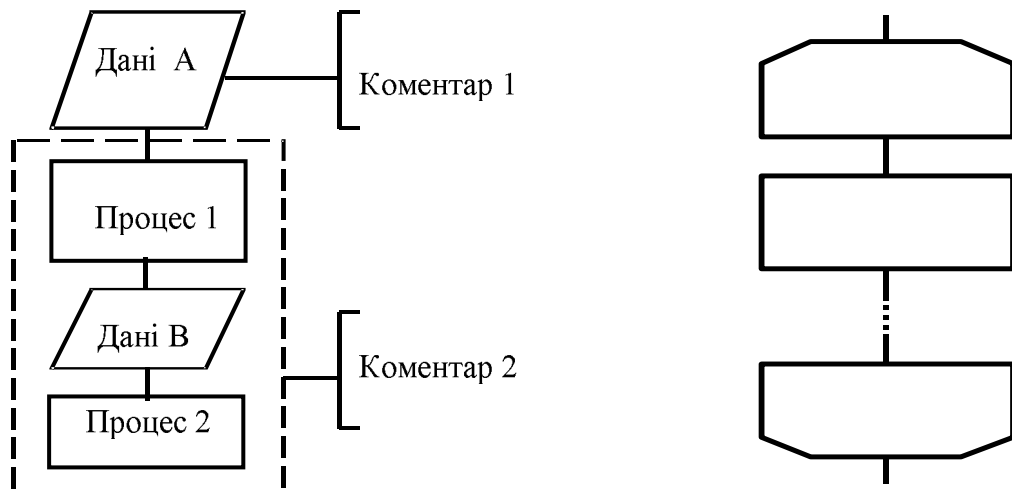 Дані А
Коментар 1
Процес 1
Дані В
Коментар 2
Процес 2